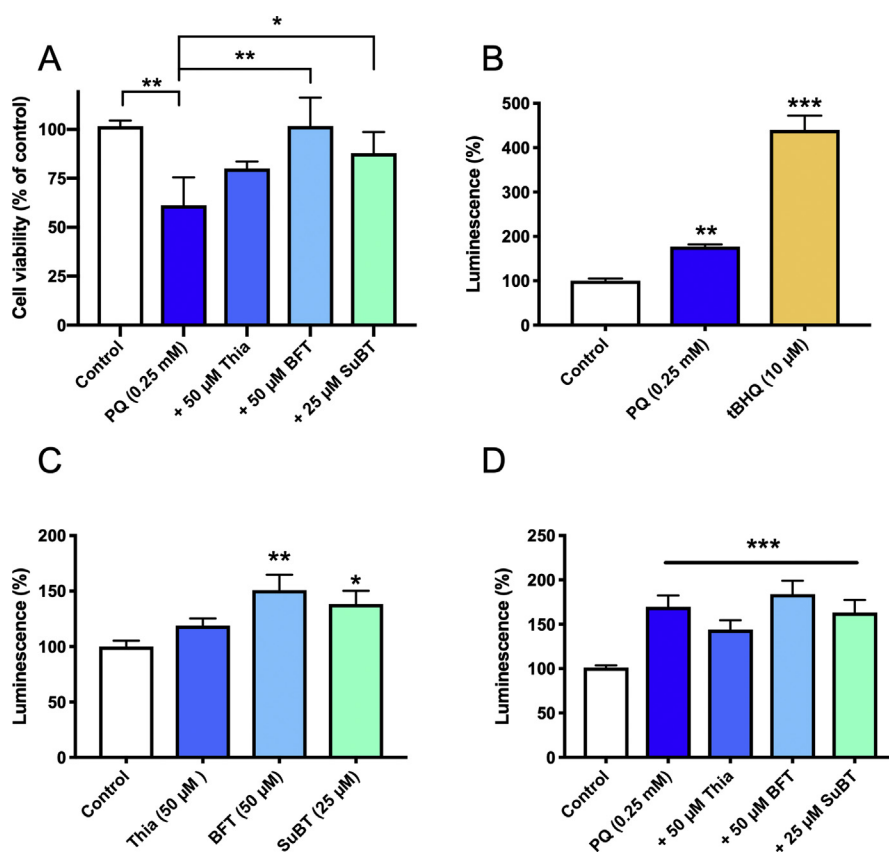 A
*
**
**
Cell viability (% of control)
100
75
50
25
0
Control
PQ (0.25 mM)
+ 50 µM Thia
+ 50 µM BFT
+ 25 µM SuBT
B
***
**
Luminescence (%)
500
400
300
200
100
0
Control
PQ (0.25 mM)
tBHQ (10 µM)
C
**
*
Luminescence (%)
200
150
100
50
0
Control
Thia (50 µM )
BFT (50 µM)
SuBT (25 µM)
D
***
Luminescence (%)
250
200
150
100
50
0
Control
PQ (0.25 mM)
+ 50 µM Thia
+ 50 µM BFT
+ 25 µM SuBT